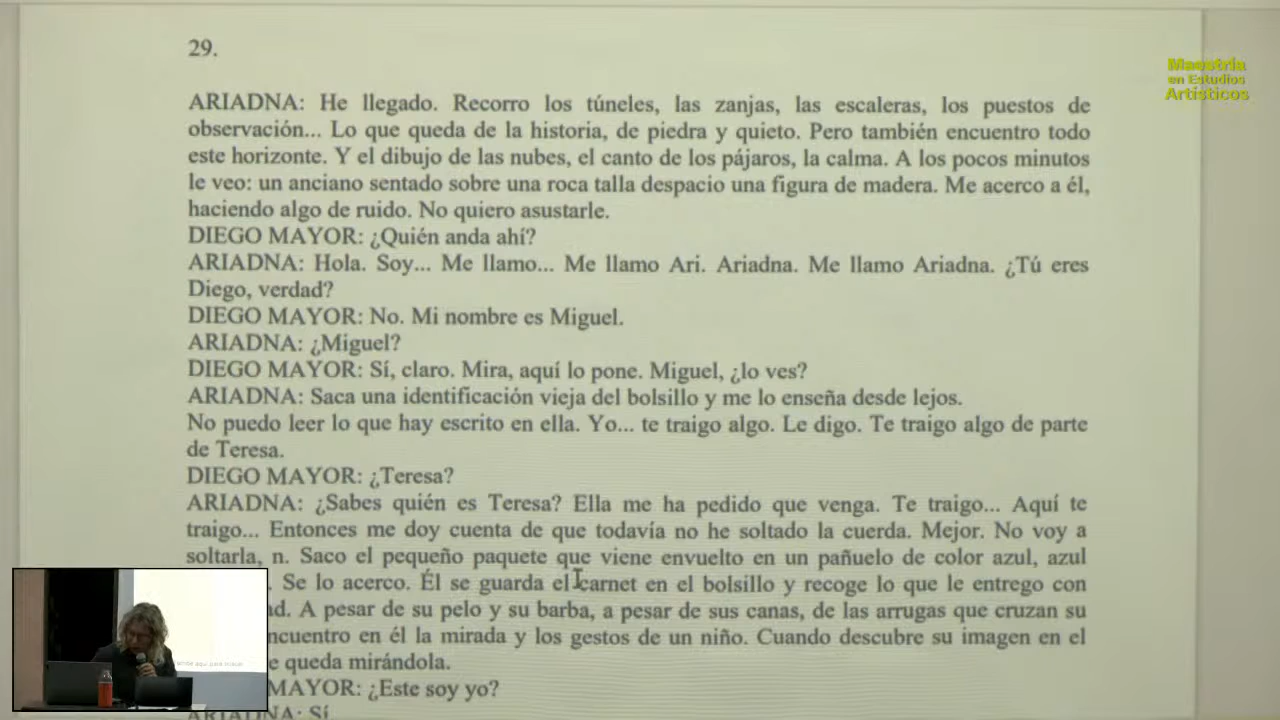 29.
Maestría
en Estudios
Artísticos
ARIADNA: He llegado. Recorro los túneles, las zanjas, las escaleras, los puestos de
observación... Lo que queda de la historia, de piedra y quieto. Pero también encuentro todo
este horizonte. Y el dibujo de las nubes, el canto de los pájaros, la calma. A los pocos minutos
le veo: un anciano sentado sobre una roca talla despacio una figura de madera. Me acerco a él,
haciendo algo de ruido. No quiero asustarle.
DIEGO MAYOR: ¿Quién anda ahí?
ARIADNA: Hola. Soy... Me llamo... Me llamo Ari. Ariadna. Me llamo Ariadna. ¿Tú eres
Diego, verdad?
DIEGO MAYOR: No. Mi nombre es Miguel.
ARIADNA: ¿Miguel?
DIEGO MAYOR: Sí, claro. Mira, aquí lo pone. Miguel, ¿lo ves?
ARIADNA: Saca una identificación vieja del bolsillo y me lo enseña desde lejos.
No puedo leer lo que hay escrito en ella. Yo... te traigo algo. Le digo. Te traigo algo de parte
de Teresa.
DIEGO MAYOR: ¿Teresa?
ARIADNA: ¿Sabes quién es Teresa? Ella me ha pedido que venga. Te traigo... Aquí te
traigo... Entonces me doy cuenta de que todavía no he soltado la cuerda. Mejor. No voy a
soltarla, n. Saco el pequeño paquete que viene envuelto en un pañuelo de color azul, azul
. Se lo acerco. Él se guarda el carnet en el bolsillo y recoge lo que le entrego con
ad. A pesar de su pelo y su barba, a pesar de sus canas, de las arrugas que cruzan su
ncuentro en él la mirada y los gestos de un niño. Cuando descubre su imagen en el
e queda mirándola.
MAYOR: ¿Este soy yo?
ARIADNA: Sí.